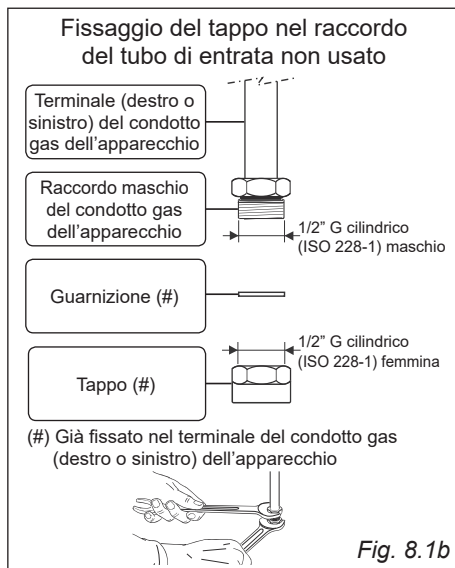 Fissaggio del tappo nel raccordo
del tubo di entrata non usato
Terminale (destro o
sinistro) del condotto
gas dell’apparecchio
Raccordo maschio
del condotto gas
dell’apparecchio
1/2” G cilindrico
(ISO 228-1) maschio
Guarnizione (#)
1/2” G cilindrico
(ISO 228-1) femmina
Tappo (#)
(#) Già fissato nel terminale del condotto gas
(destro o sinistro) dell’apparecchio
Fig. 8.1b